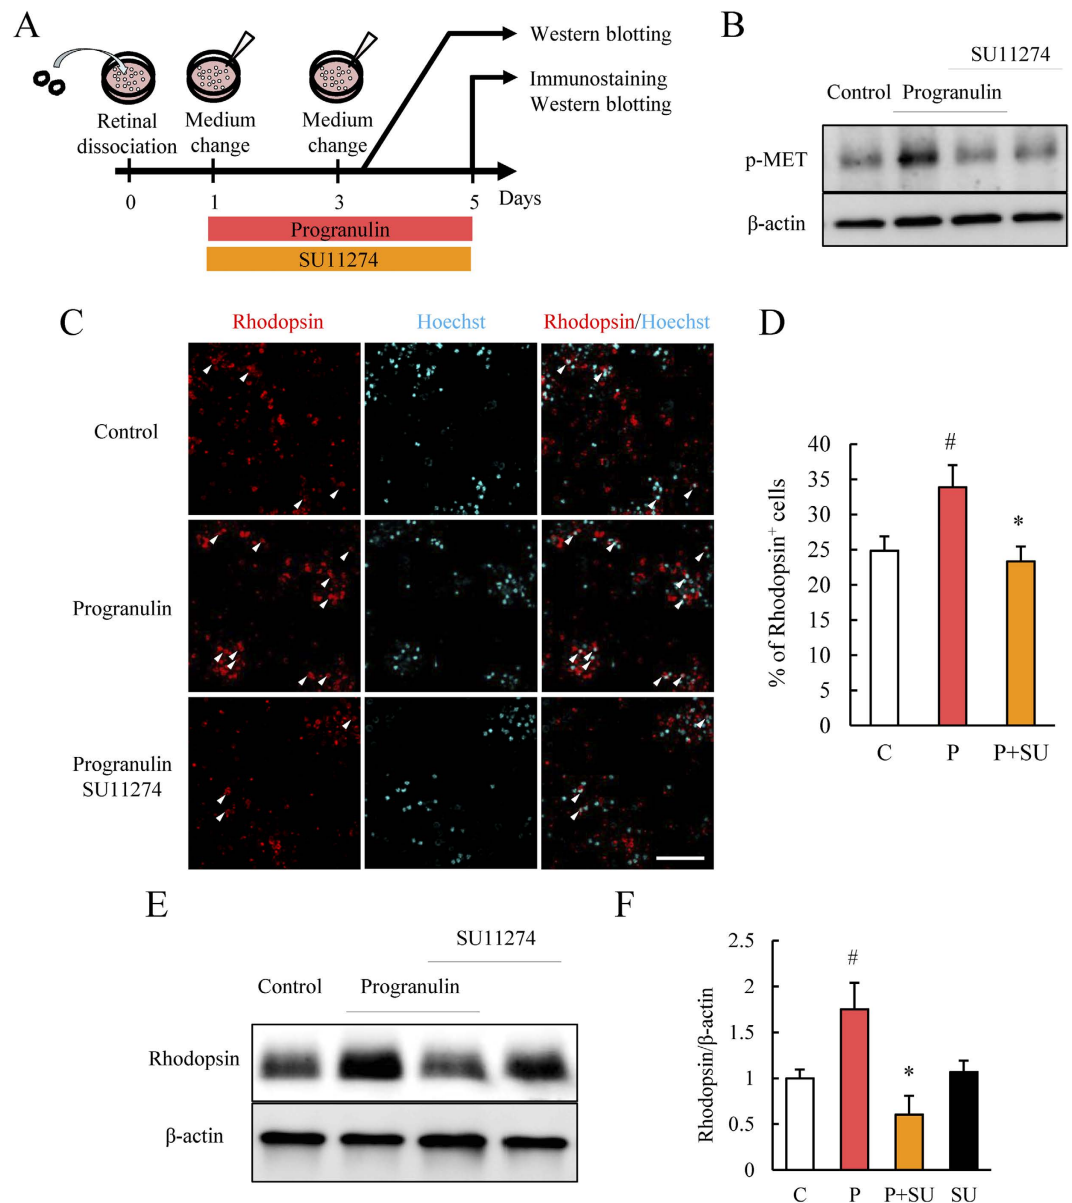 A
Western blotting
Immunostaining
Western blotting
Retinal
dissociation
Medium
change
Medium
change
0
1
3
5
Days
Progranulin
SU11274
B
SU11274
Control
Progranulin
p-MET
β-actin
C
Rhodopsin
Hoechst
Rhodopsin/Hoechst
Control
Progranulin
Progranulin
SU11274
D
% of Rhodopsin⁺ cells
40
35
30
25
20
15
10
5
0
#
*
C
P
P+SU
E
SU11274
Control
Progranulin
Rhodopsin
β-actin
F
Rhodopsin/β-actin
2.5
2
1.5
1
0.5
0
#
*
C
P
P+SU
SU